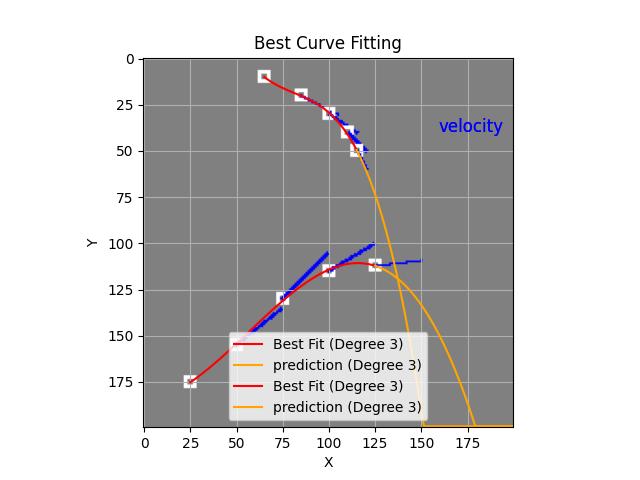 Best Curve Fitting
0
25
50
75
100
125
150
175
Y
velocity
Best Fit (Degree 3)
prediction (Degree 3)
Best Fit (Degree 3)
prediction (Degree 3)
0 25 50 75 100 125 150 175
X